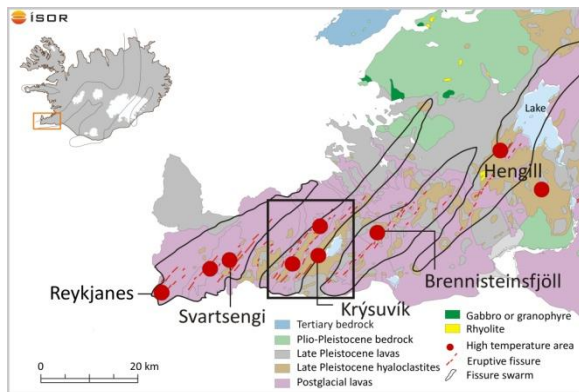 ÍSOR
Lake
Hengill
Brennisteinsfjöll
Reykjanes
Svartsengi
Krýsuvík
Tertiary bedrock
Plio-Pleistocene bedrock
Late Pleistocene lavas
Late Pleistocene hyaloclastites
Postglacial lavas
Gabbro or granophyre
Rhyolite
High temperature area
Eruptive fissure
Fissure swarm
0 20 km